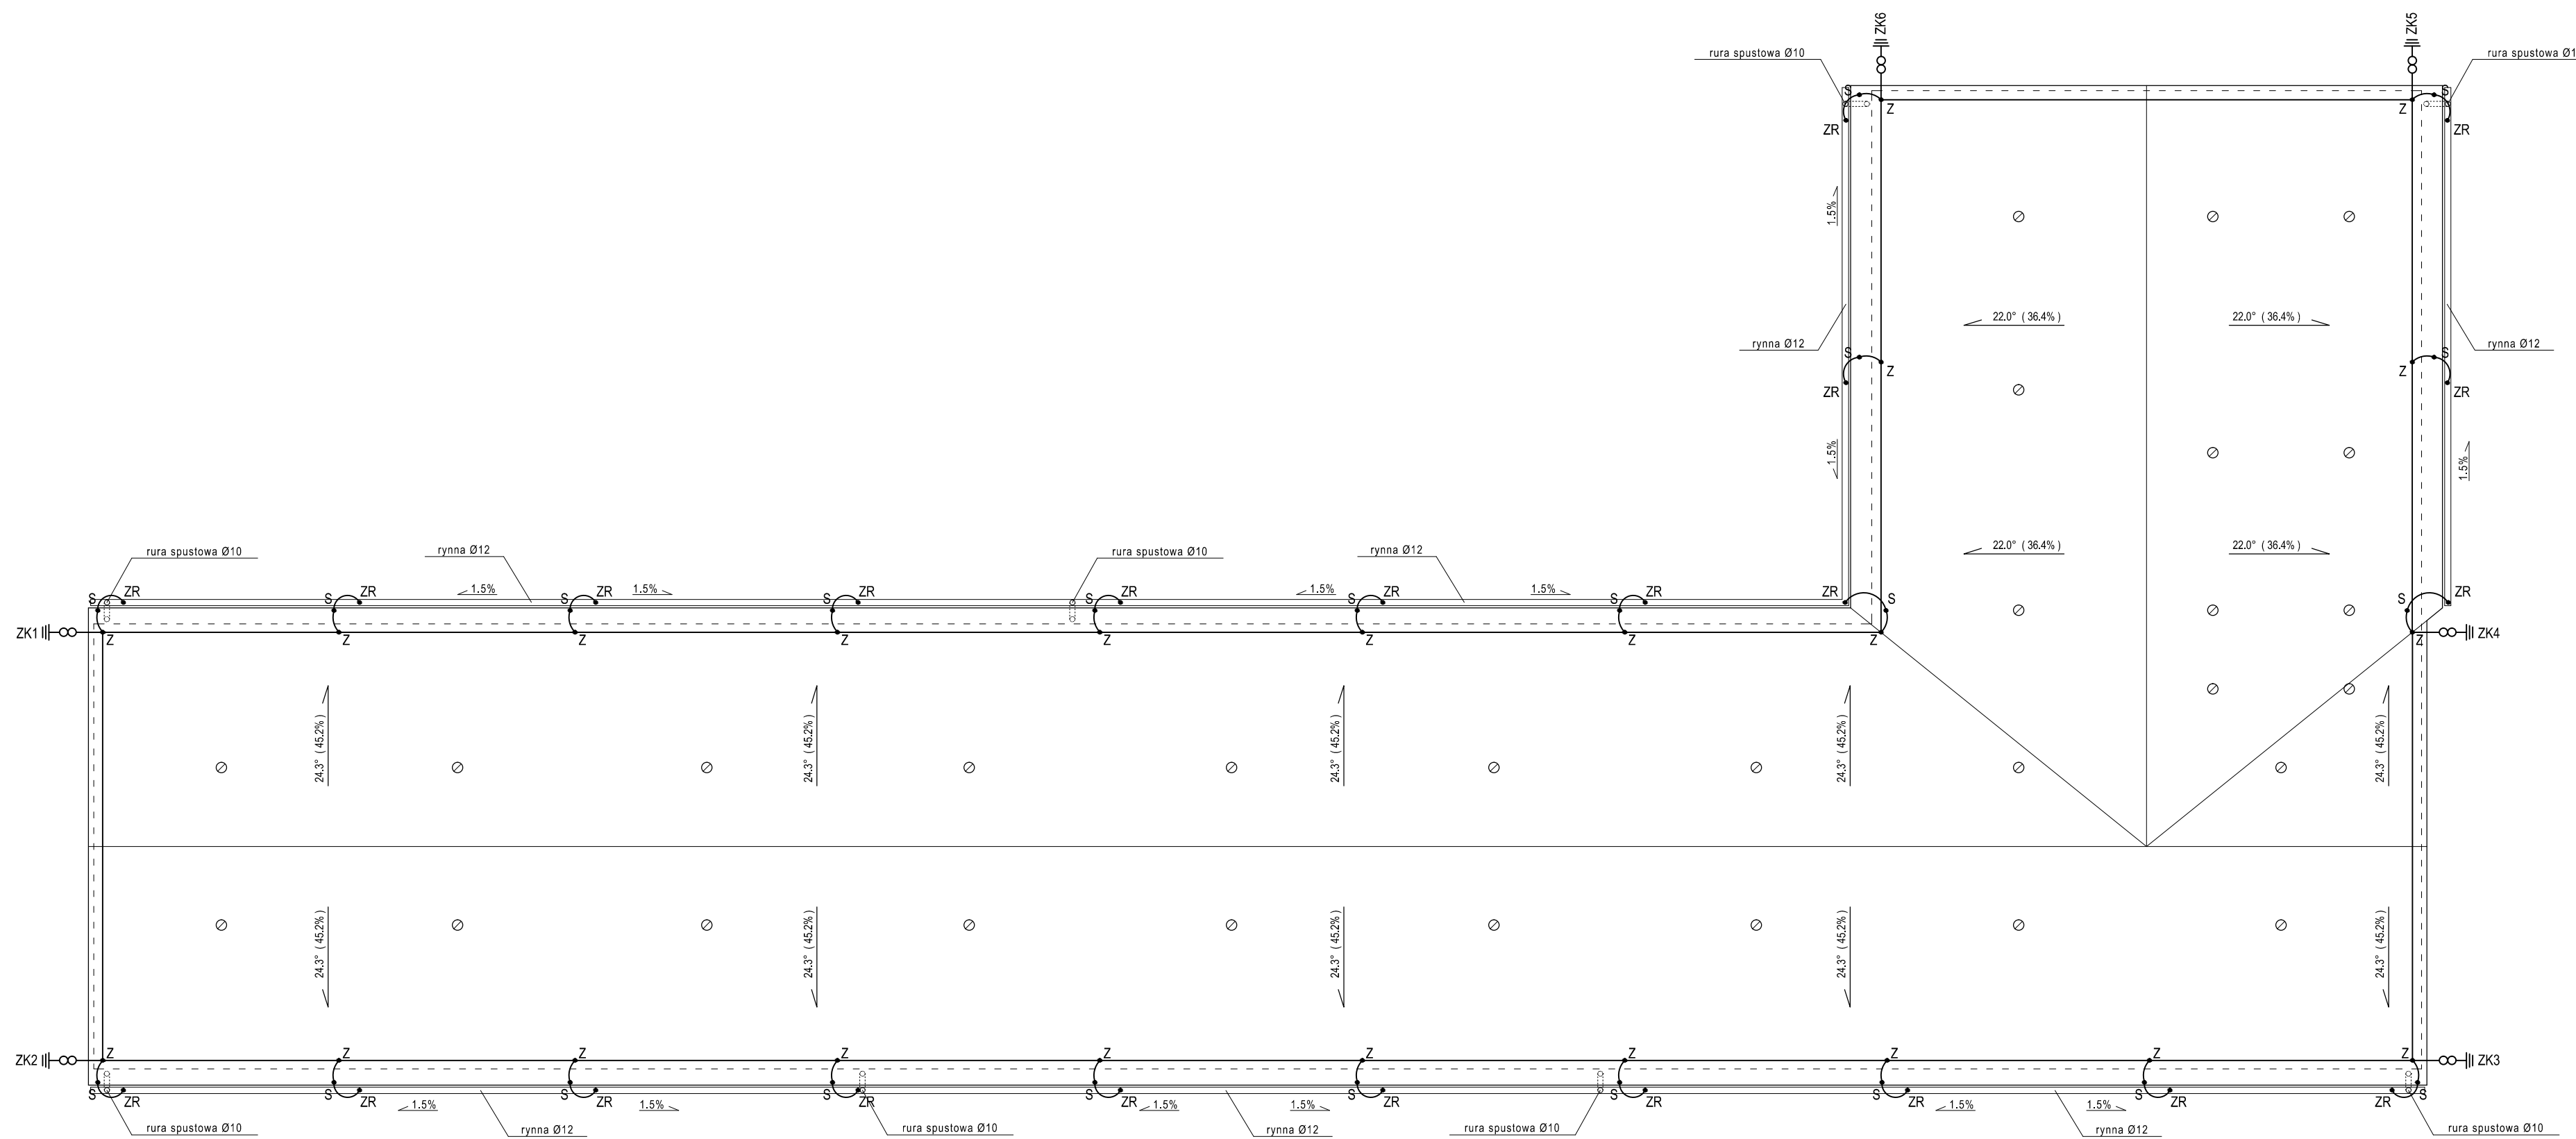 ZK6
ZK5
rura spustowa Ø10
rura spustowa Ø1
S
S
Z
Z
ZR
ZR
1.5%
22.0° ( 36.4%)
22.0° ( 36.4%)
rynna Ø12
rynna Ø12
S
S
Z
Z
ZR
ZR
1.5%
1.5%
22.0° ( 36.4%)
22.0° ( 36.4%)
rura spustowa Ø10
rynna Ø12
rura spustowa Ø10
rynna Ø12
1.5%
1.5%
1.5%
1.5%
S ZR
S ZR
S ZR
S ZR
S ZR
S ZR
S ZR
ZR S
S ZR
ZK1
Z
Z
Z
Z
Z
Z
Z
Z
Z
ZK4
24.3° ( 45.2%)
24.3° ( 45.2%)
24.3° ( 45.2%)
24.3° ( 45.2%)
24.3° ( 45.2%)
24.3° ( 45.2%)
24.3° ( 45.2%)
24.3° ( 45.2%)
24.3° ( 45.2%)
24.3° ( 45.2%)
ZK2
Z
Z
Z
Z
Z
Z
Z
Z
Z
Z
ZK3
S ZR
S ZR
S ZR
S ZR
S ZR
S ZR
S ZR
S ZR
S ZR
ZR S
1.5%
1.5%
1.5%
1.5%
1.5%
1.5%
rura spustowa Ø10
rynna Ø12
rura spustowa Ø10
rynna Ø12
rura spustowa Ø10
rynna Ø12
rura spustowa Ø10